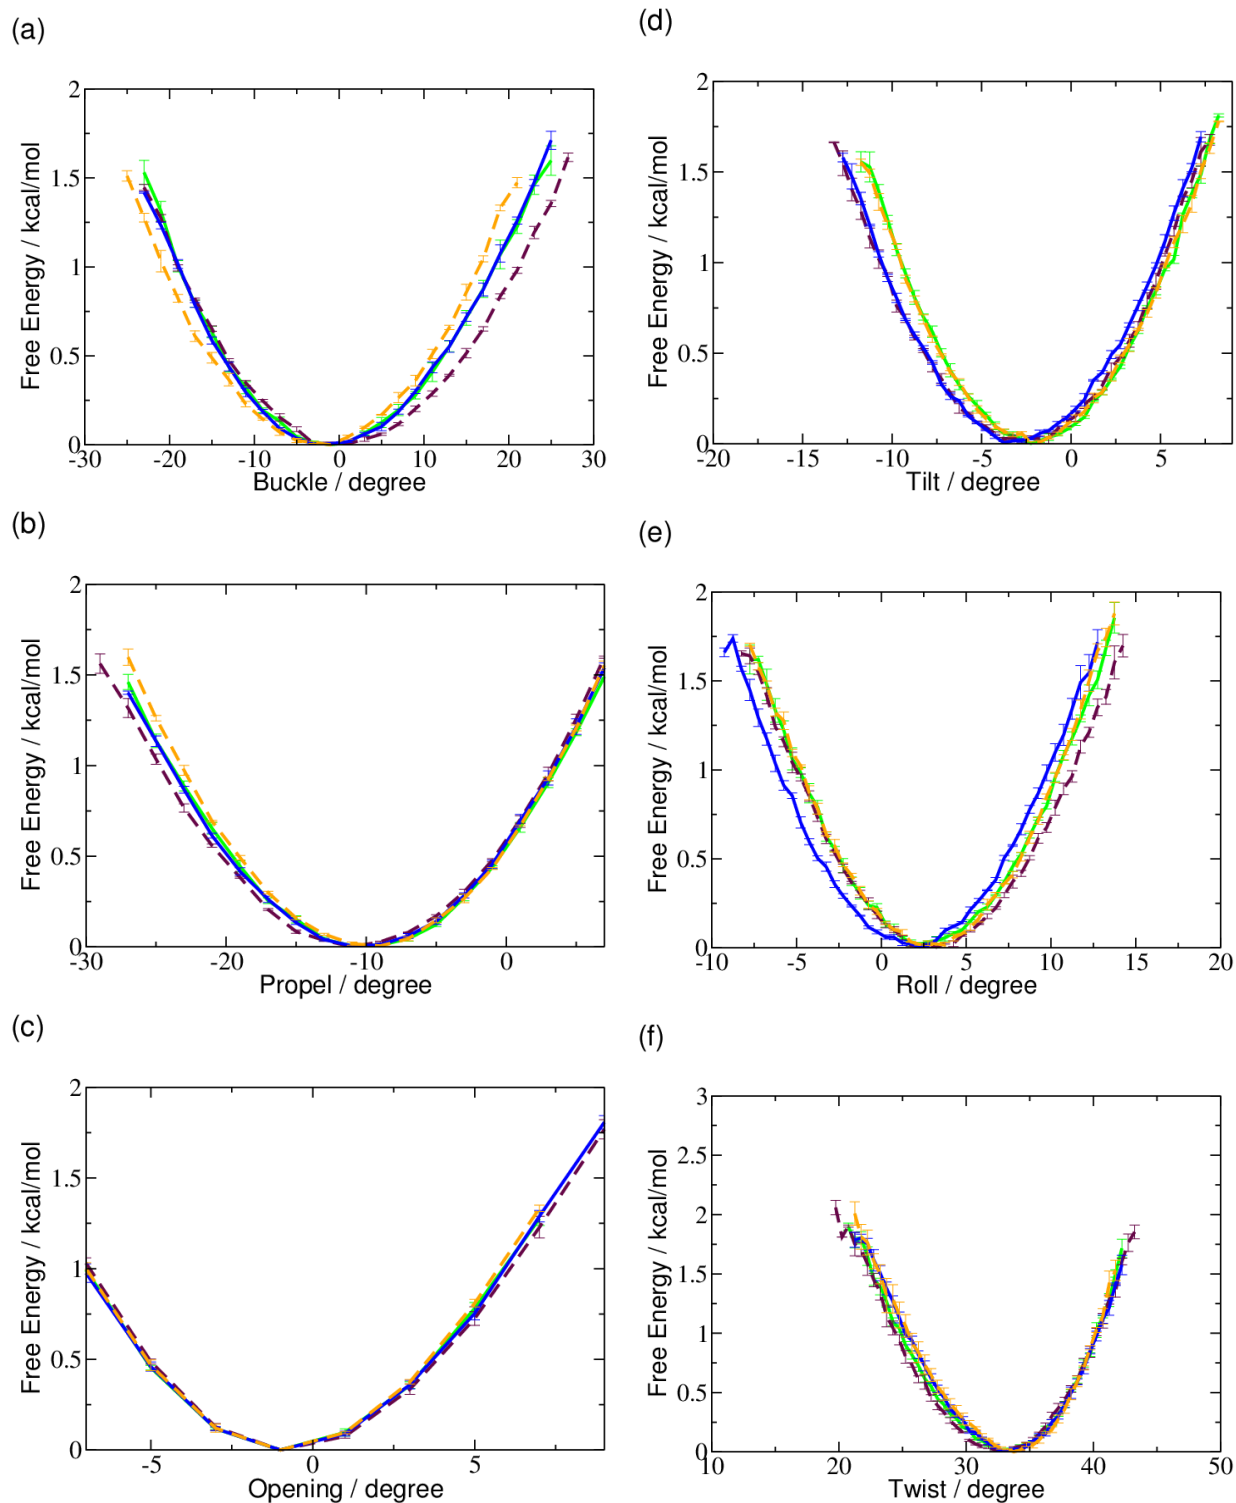 (a)
2
1.5
1
0.5
0
Free Energy / kcal/mol
-30 -20 -10 0 10 20 30
Buckle / degree
(b)
2
1.5
1
0.5
0
Free Energy / kcal/mol
-30 -20 -10 0
Propel / degree
(c)
2
1.5
1
0.5
0
Free Energy / kcal/mol
-5 0 5
Opening / degree
(d)
2
1.5
1
0.5
0
Free Energy / kcal/mol
-20 -15 -10 -5 0 5
Tilt / degree
(e)
2
1.5
1
0.5
0
Free Energy / kcal/mol
-10 -5 0 5 10 15 20
Roll / degree
(f)
3
2.5
2
1.5
1
0.5
0
Free Energy / kcal/mol
10 20 30 40 50
Twist / degree